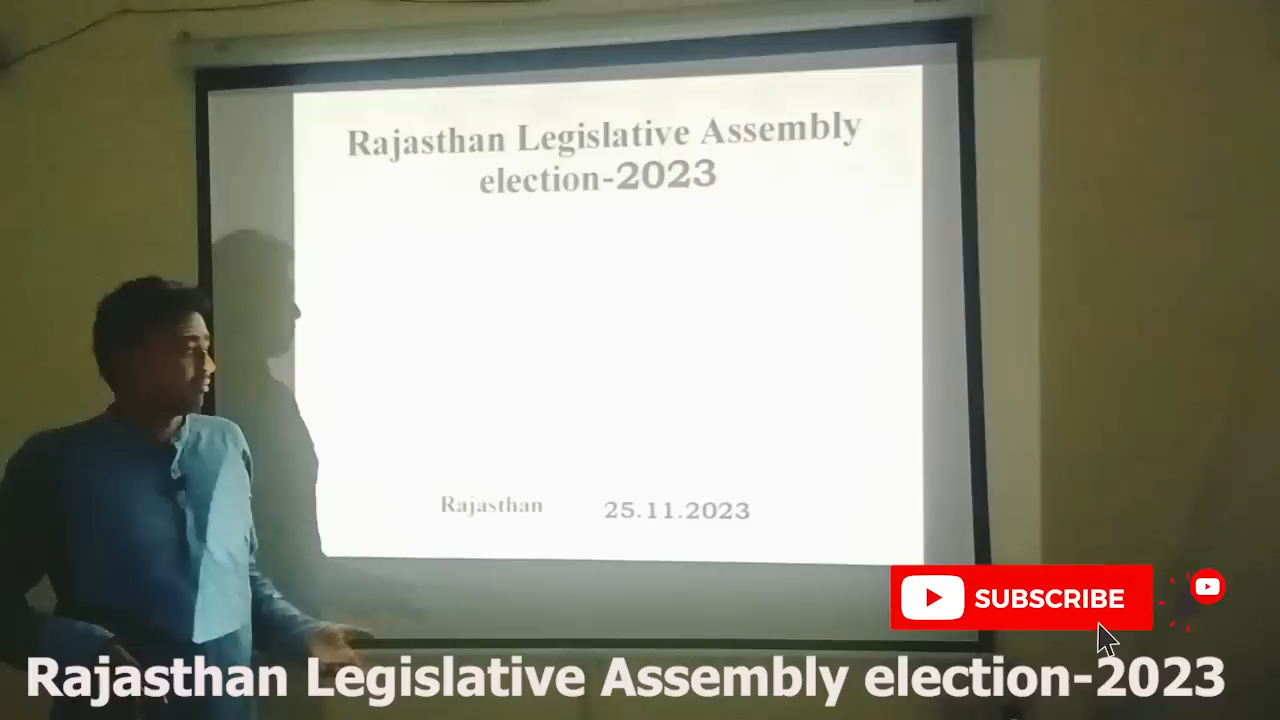 Rajasthan Legislative Assembly
election-2023
Rajasthan 25.11.2023
SUBSCRIBE
Rajasthan Legislative Assembly election-2023